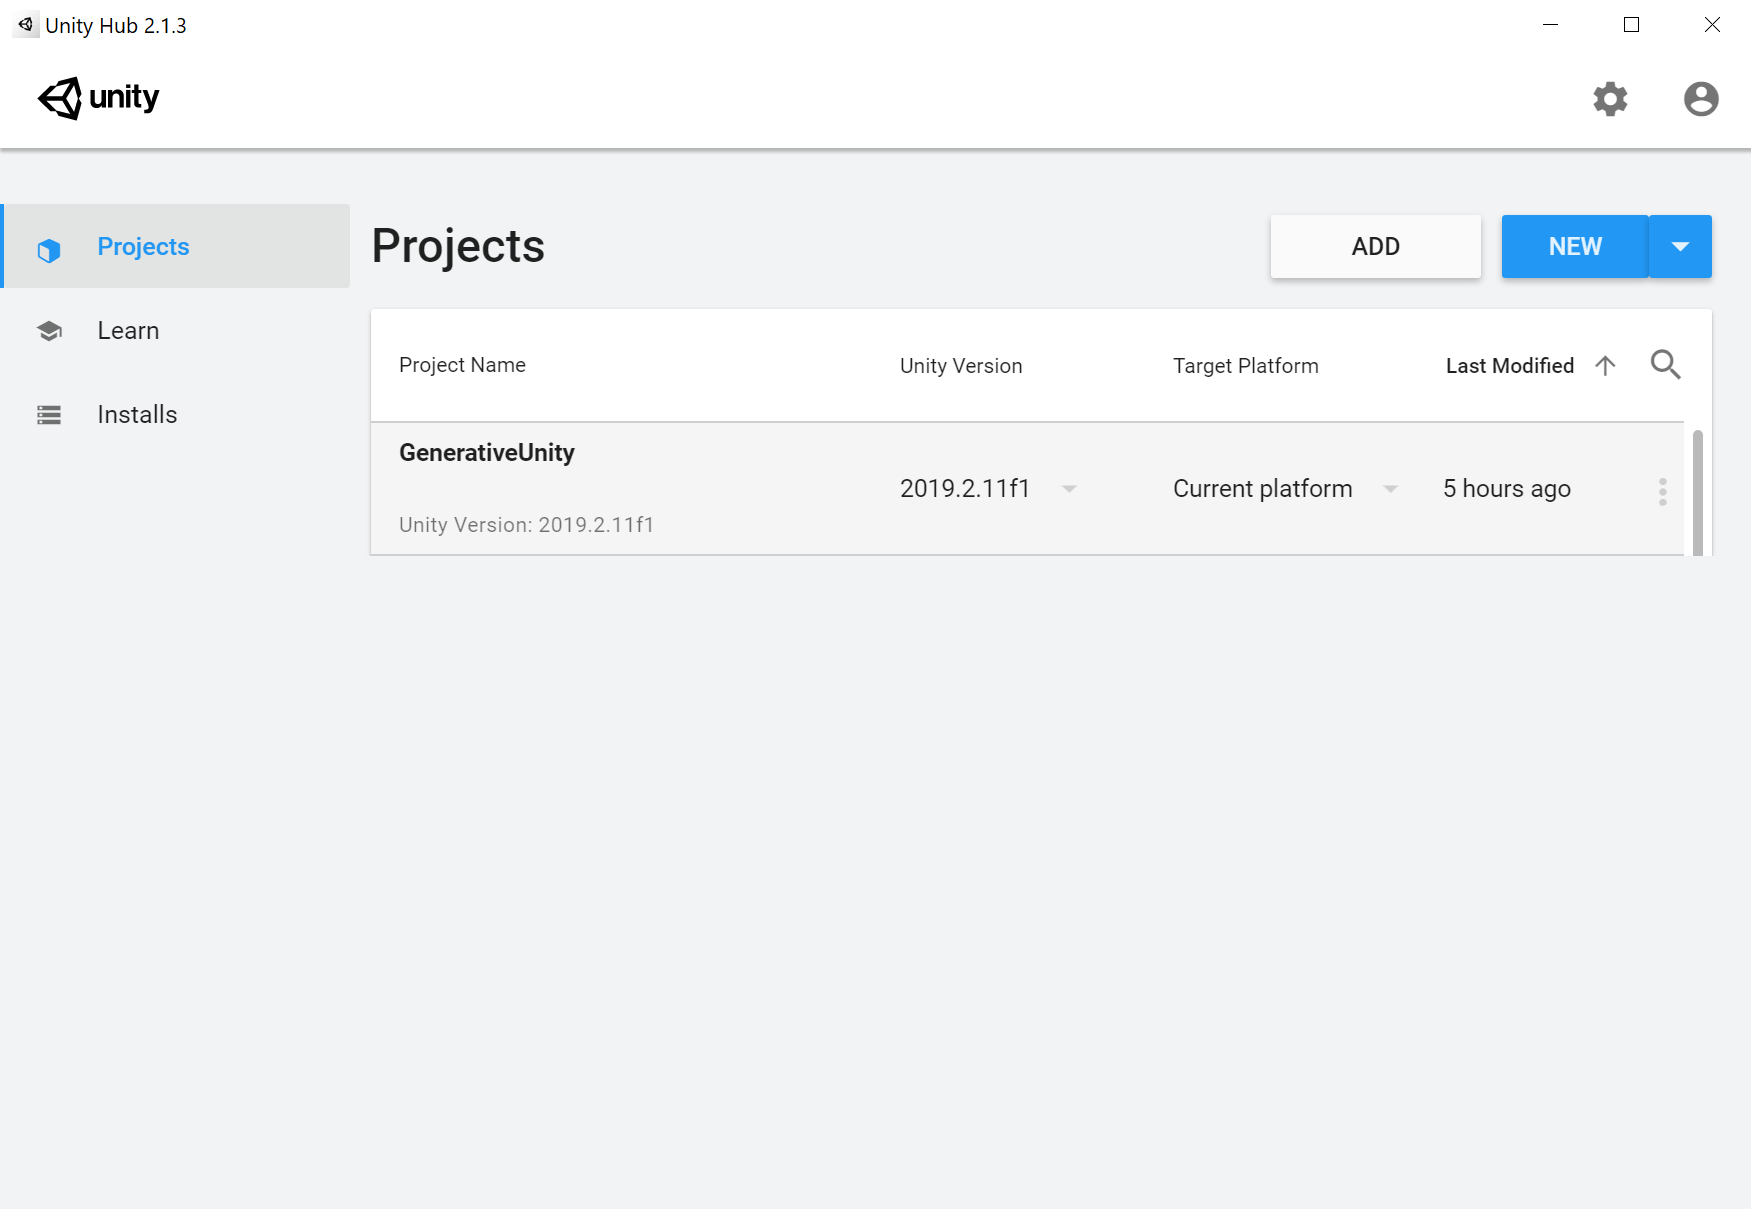 Unity Hub 2.1.3
unity
Projects
Learn
Installs
Projects
ADD
NEW
Project Name
Unity Version
Target Platform
Last Modified
GenerativeUnity
2019.2.11f1
Current platform
5 hours ago
Unity Version: 2019.2.11f1